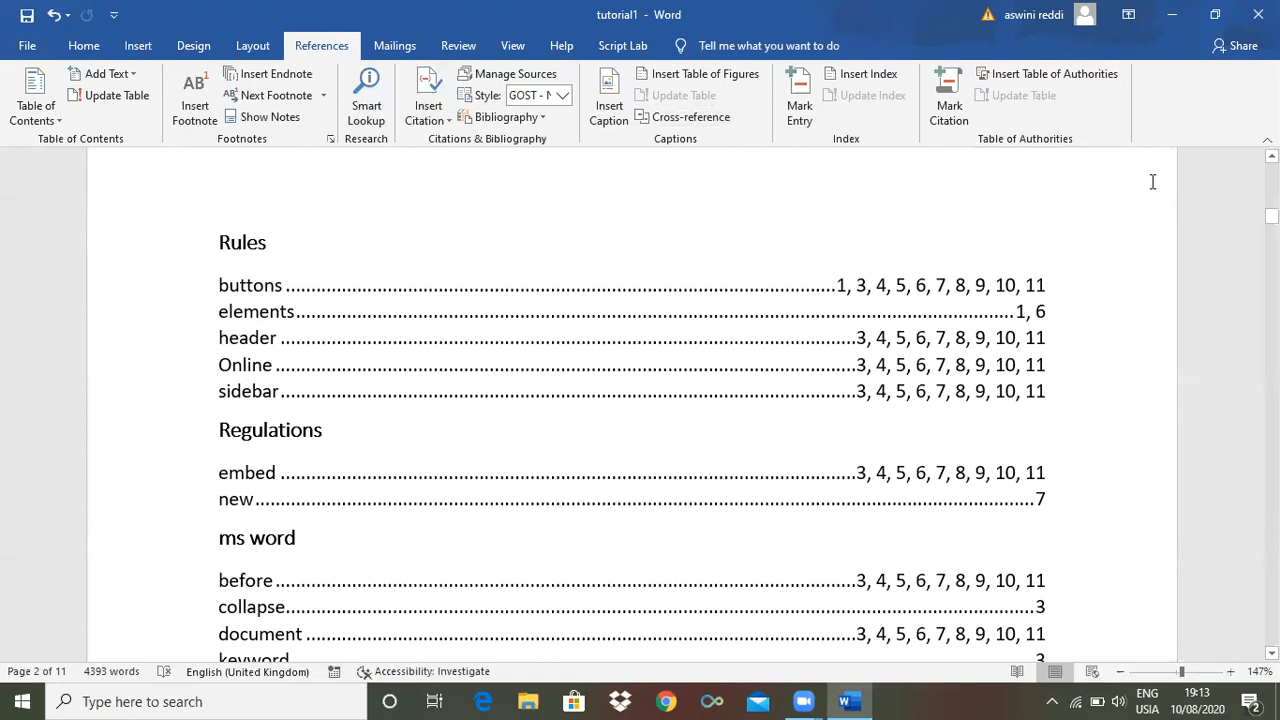 tutorial1 - Word
aswini reddi
File Home Insert Design Layout References Mailings Review View Help Script Lab Tell me what you want to do Share
Table of Contents
Add Text
Update Table
Table of Contents
AB1
Insert Footnote
Insert Endnote
Next Footnote
Show Notes
Footnotes
Smart Lookup
Research
Insert Citation
Manage Sources
Style: GOST - N
Bibliography
Citations & Bibliography
Insert Caption
Insert Table of Figures
Update Table
Cross-reference
Captions
Mark Entry
Insert Index
Update Index
Index
Mark Citation
Insert Table of Authorities
Update Table
Table of Authorities
Rules
buttons ....................................................................................................1, 3, 4, 5, 6, 7, 8, 9, 10, 11
elements....................................................................................................1, 6
header ....................................................................................................3, 4, 5, 6, 7, 8, 9, 10, 11
Online ....................................................................................................3, 4, 5, 6, 7, 8, 9, 10, 11
sidebar....................................................................................................3, 4, 5, 6, 7, 8, 9, 10, 11
Regulations
embed ....................................................................................................3, 4, 5, 6, 7, 8, 9, 10, 11
new....................................................................................................7
ms word
before....................................................................................................3, 4, 5, 6, 7, 8, 9, 10, 11
collapse....................................................................................................3
document ....................................................................................................3, 4, 5, 6, 7, 8, 9, 10, 11
keyword....................................................................................................3
Page 2 of 11 4393 words English (United Kingdom) Accessibility: Investigate 147%
Type here to search
ENG
USIA
19:13
10/08/2020
2